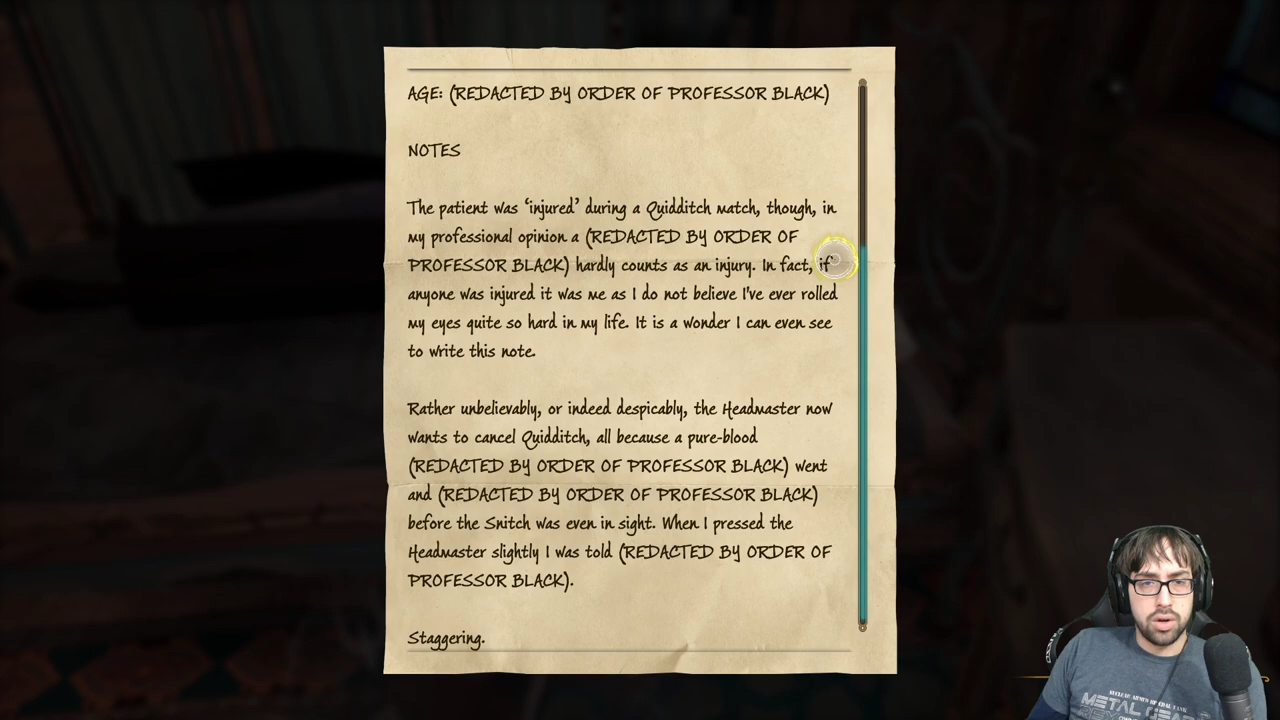 AGE: (REDACTED BY ORDER OF PROFESSOR BLACK)
NOTES
The patient was ‘injured’ during a Quidditch match, though, in
my professional opinion a (REDACTED BY ORDER OF
PROFESSOR BLACK) hardly counts as an injury. In fact, if
anyone was injured it was me as I do not believe I've ever rolled
my eyes quite so hard in my life. It is a wonder I can even see
to write this note.
Rather unbelievably, or indeed despicably, the Headmaster now
wants to cancel Quidditch, all because a pure-blood
(REDACTED BY ORDER OF PROFESSOR BLACK) went
and (REDACTED BY ORDER OF PROFESSOR BLACK)
before the Snitch was even in sight. When I pressed the
Headmaster slightly I was told (REDACTED BY ORDER OF
PROFESSOR BLACK).
Staggering.
METAL GEAR